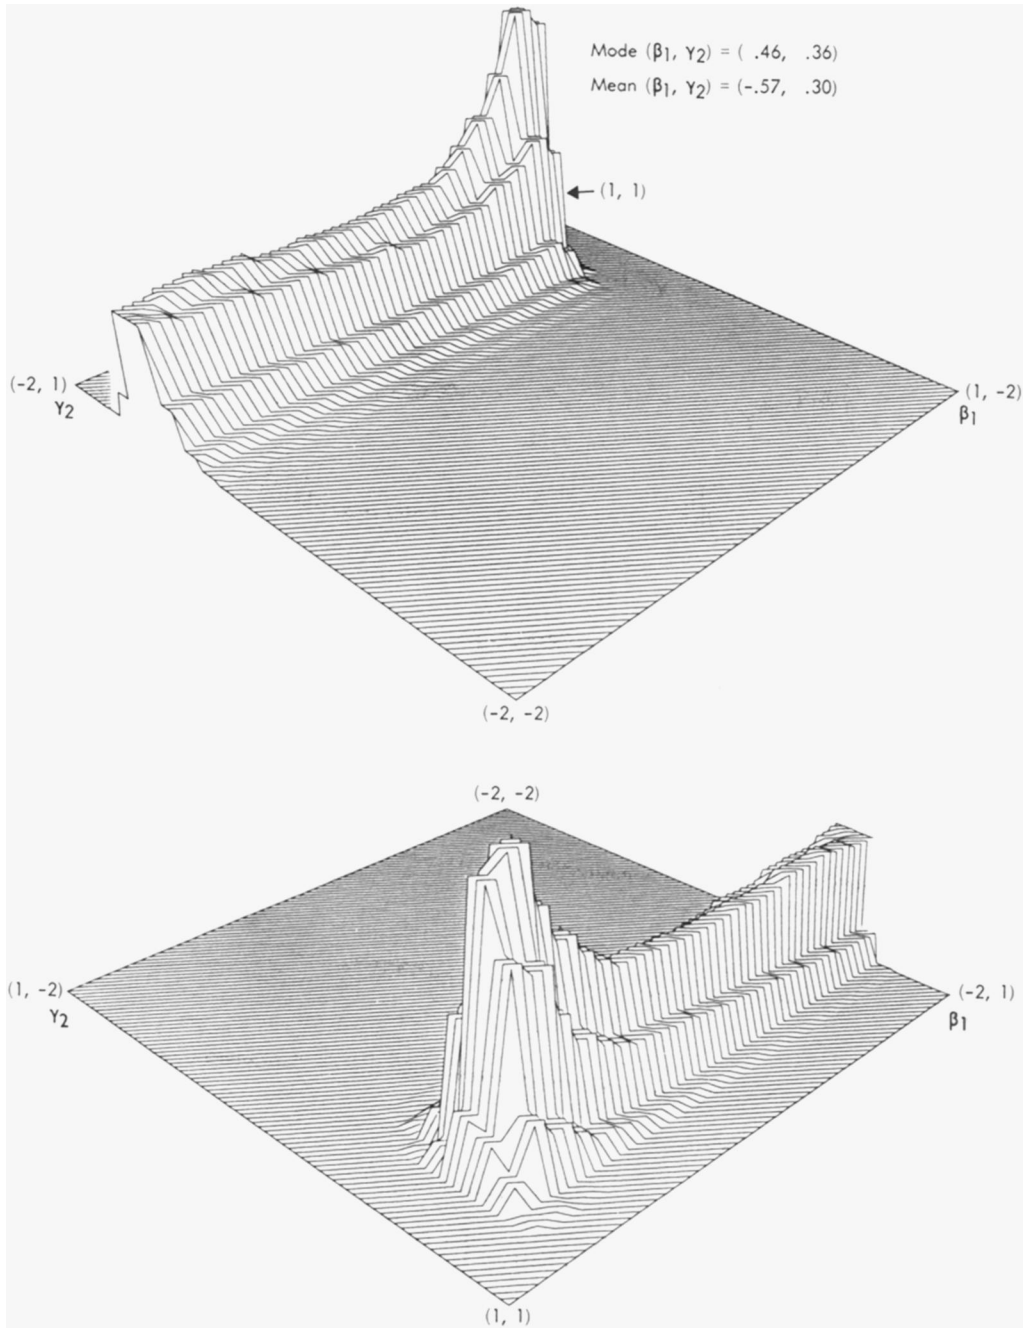 Mode (β1, γ2) = ( .46, .36)
Mean (β1, γ2) = (-.57, .30)
(1, 1)
(-2, 1)
γ2
(1, -2)
β1
(-2, -2)
(-2, -2)
(1, -2)
γ2
(-2, 1)
β1
(1, 1)